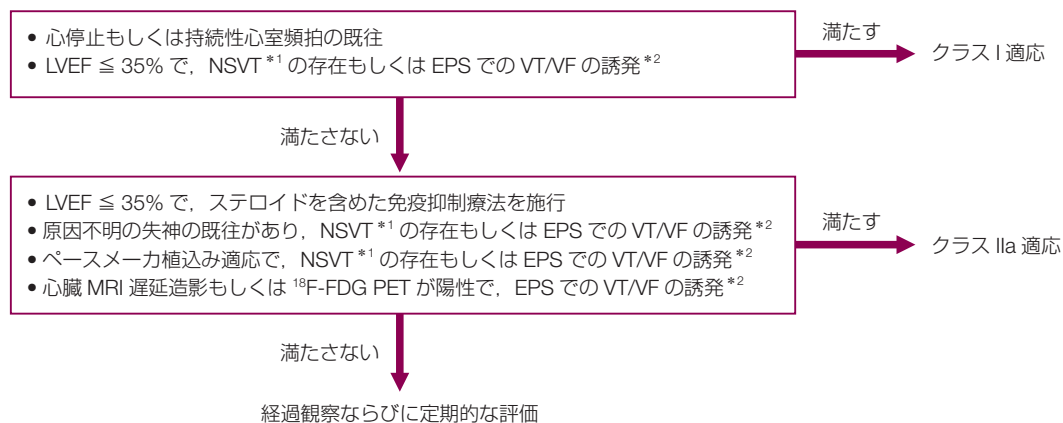 • 心停止もしくは持続性心室頻拍の既往
• LVEF ≦ 35% で，NSVT *1 の存在もしくは EPS での VT/VF の誘発 *2
満たす
クラス I 適応
満たさない
• LVEF ≦ 35% で，ステロイドを含めた免疫抑制療法を施行
• 原因不明の失神の既往があり，NSVT *1 の存在もしくは EPS での VT/VF の誘発 *2
• ペースメーカ植込み適応で，NSVT *1 の存在もしくは EPS での VT/VF の誘発 *2
• 心臓 MRI 遅延造影もしくは 18F-FDG PET が陽性で，EPS での VT/VF の誘発 *2
満たす
クラス IIa 適応
満たさない
経過観察ならびに定期的な評価